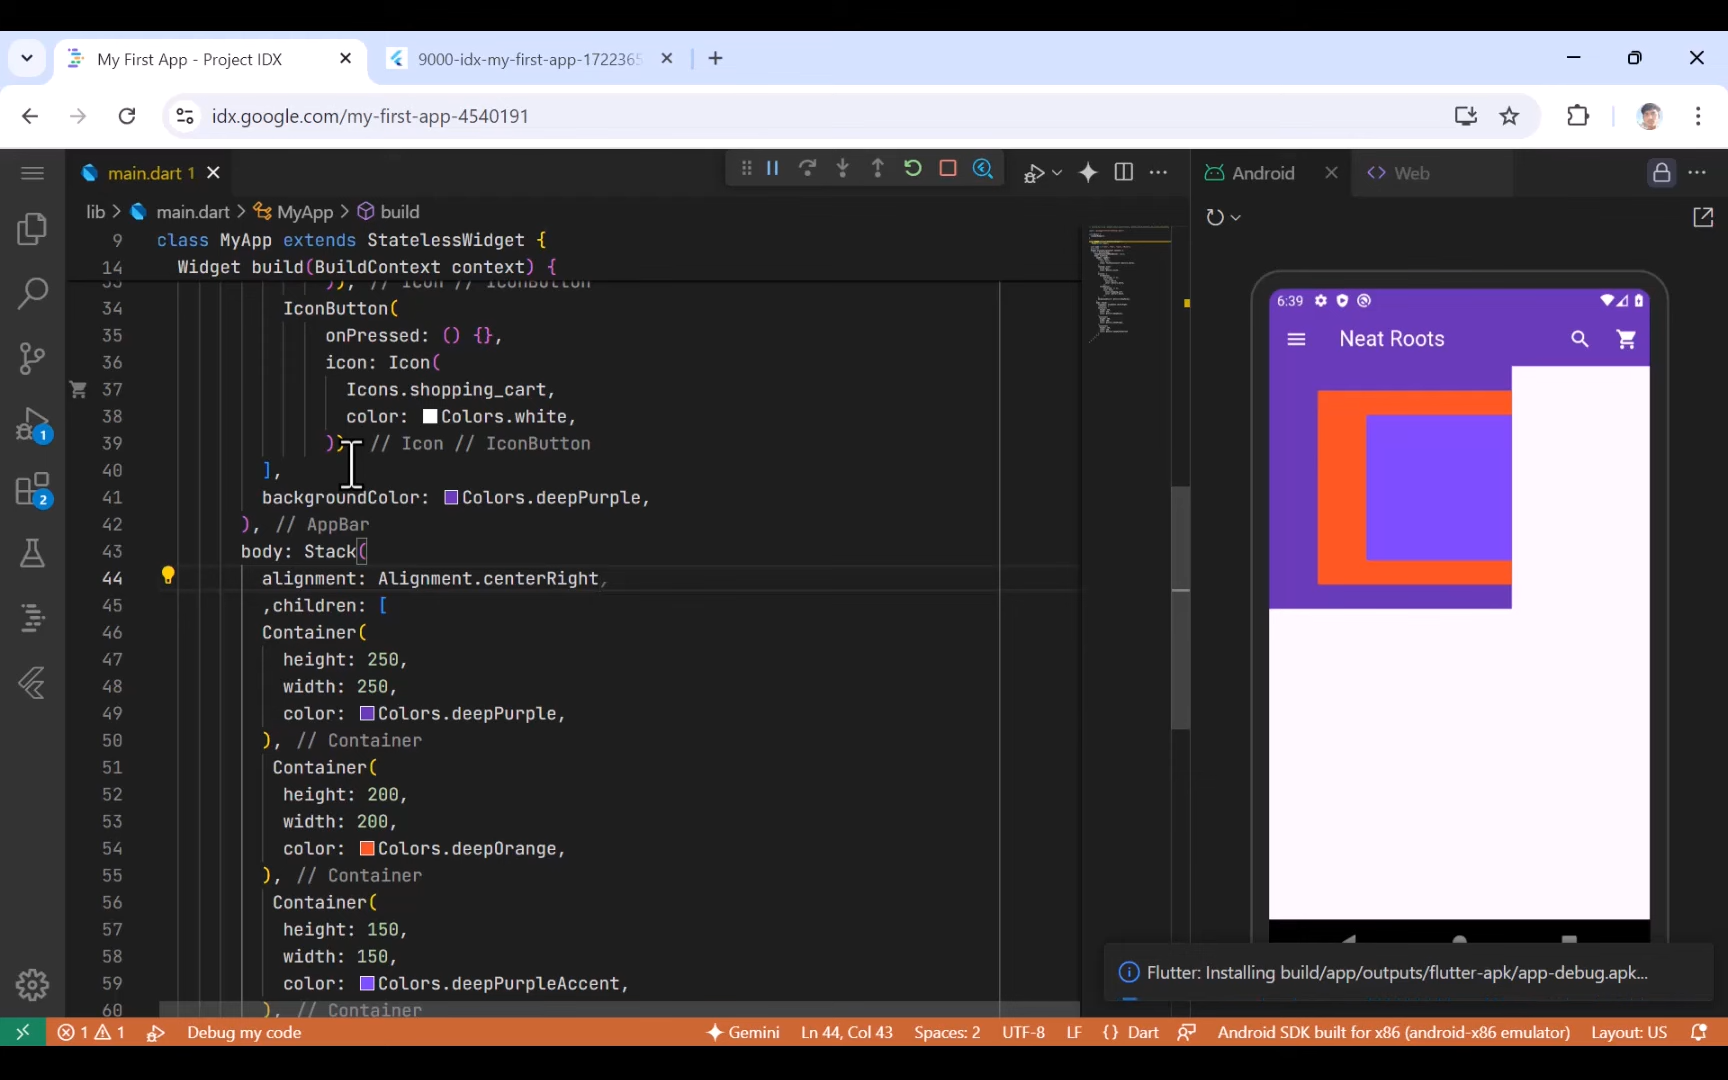 My First App - Project IDX
9000-idx-my-first-app-172236
idx.google.com/my-first-app-4540191
main.dart 1
lib > main.dart > MyApp > build
9 class MyApp extends StatelessWidget {
14 Widget build(BuildContext context) {
33 )), // Icon // IconButton
34 IconButton(
35 onPressed: () {},
36 icon: Icon(
37 Icons.shopping_cart,
38 color: Colors.white,
39 )) // Icon // IconButton
40 ],
41 backgroundColor: Colors.deepPurple,
42 ), // AppBar
43 body: Stack(
44 alignment: Alignment.centerRight,
45 ,children: [
46 Container(
47 height: 250,
48 width: 250,
49 color: Colors.deepPurple,
50 ), // Container
51 Container(
52 height: 200,
53 width: 200,
54 color: Colors.deepOrange,
55 ), // Container
56 Container(
57 height: 150,
58 width: 150,
59 color: Colors.deepPurpleAccent,
60 ), // Container
Android
Web
6:39
Neat Roots
Flutter: Installing build/app/outputs/flutter-apk/app-debug.apk...
1
2
1 1 Debug my code
Gemini Ln 44, Col 43 Spaces: 2 UTF-8 LF {} Dart Android SDK built for x86 (android-x86 emulator) Layout: US